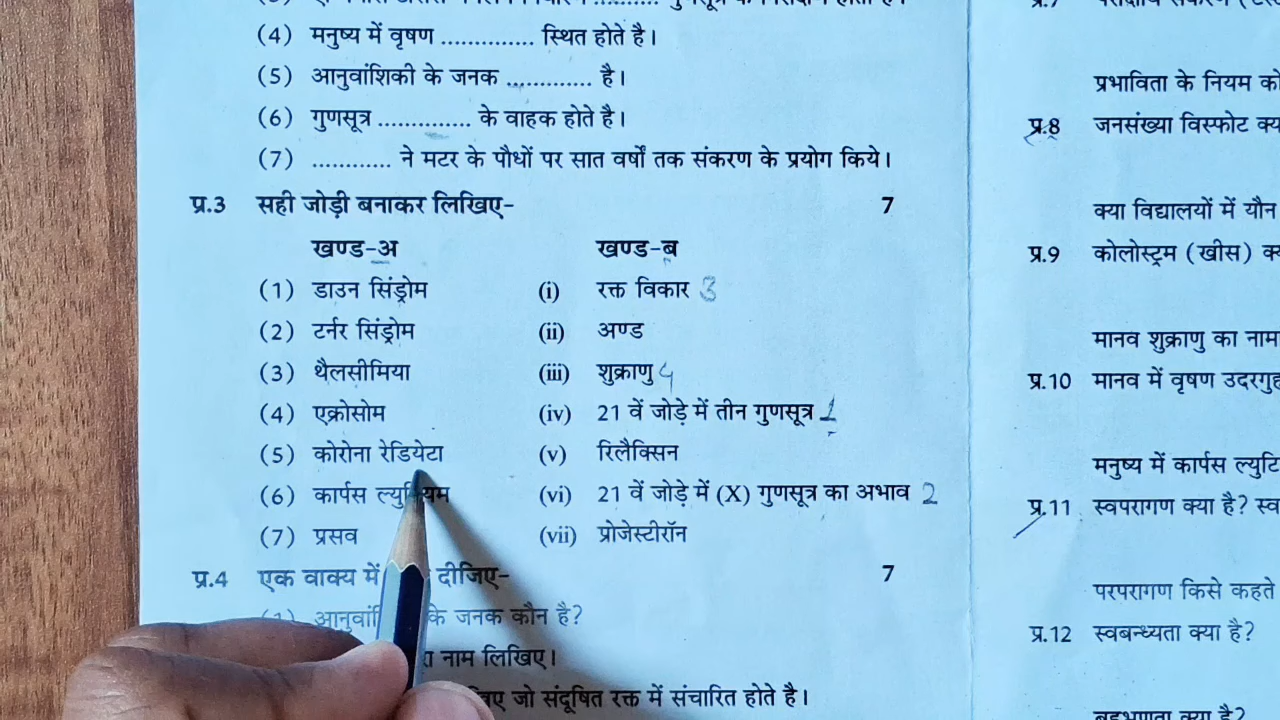 (4) मनुष्य में वृषण .............. स्थित होते है।
(5) आनुवांशिकी के जनक ............ है।
(6) गुणसूत्र .............. के वाहक होते है।
(7) ............ ने मटर के पौधों पर सात वर्षों तक संकरण के प्रयोग किये।
प्र.3 सही जोड़ी बनाकर लिखिए- 7
खण्ड-अ खण्ड-ब
(1) डाउन सिंड्रोम (i) रक्त विकार 3
(2) टर्नर सिंड्रोम (ii) अण्ड
(3) थैलसीमिया (iii) शुक्राणु 4
(4) एक्रोसोम (iv) 21 वें जोड़े में तीन गुणसूत्र 1
(5) कोरोना रेडियेटा (v) रिलैक्सिन
(6) कार्पस (vi) 21 वें जोड़े में (X) गुणसूत्र का अभाव 2
(7) प्रसव (vii) प्रोजेस्टीरॉन
प्र.4 एक वाक्य में दीजिए- 7
के जनक कौन है?
नाम लिखिए।
जो संदूषित रक्त में संचारित होते है।
प्र.7
प्रभाविता के नियम को
प्र.8 जनसंख्या विस्फोट
क्या विद्यालयों में यौन
प्र.9 कोलोस्ट्रम (खीस)
मानव शुक्राणु का नाम
प्र.10 मानव में वृषण
मनुष्य में कार्पस
प्र.11 स्वपरागण क्या है?
परपरागण किसे कहते
प्र.12 स्वबन्ध्यता क्या है?